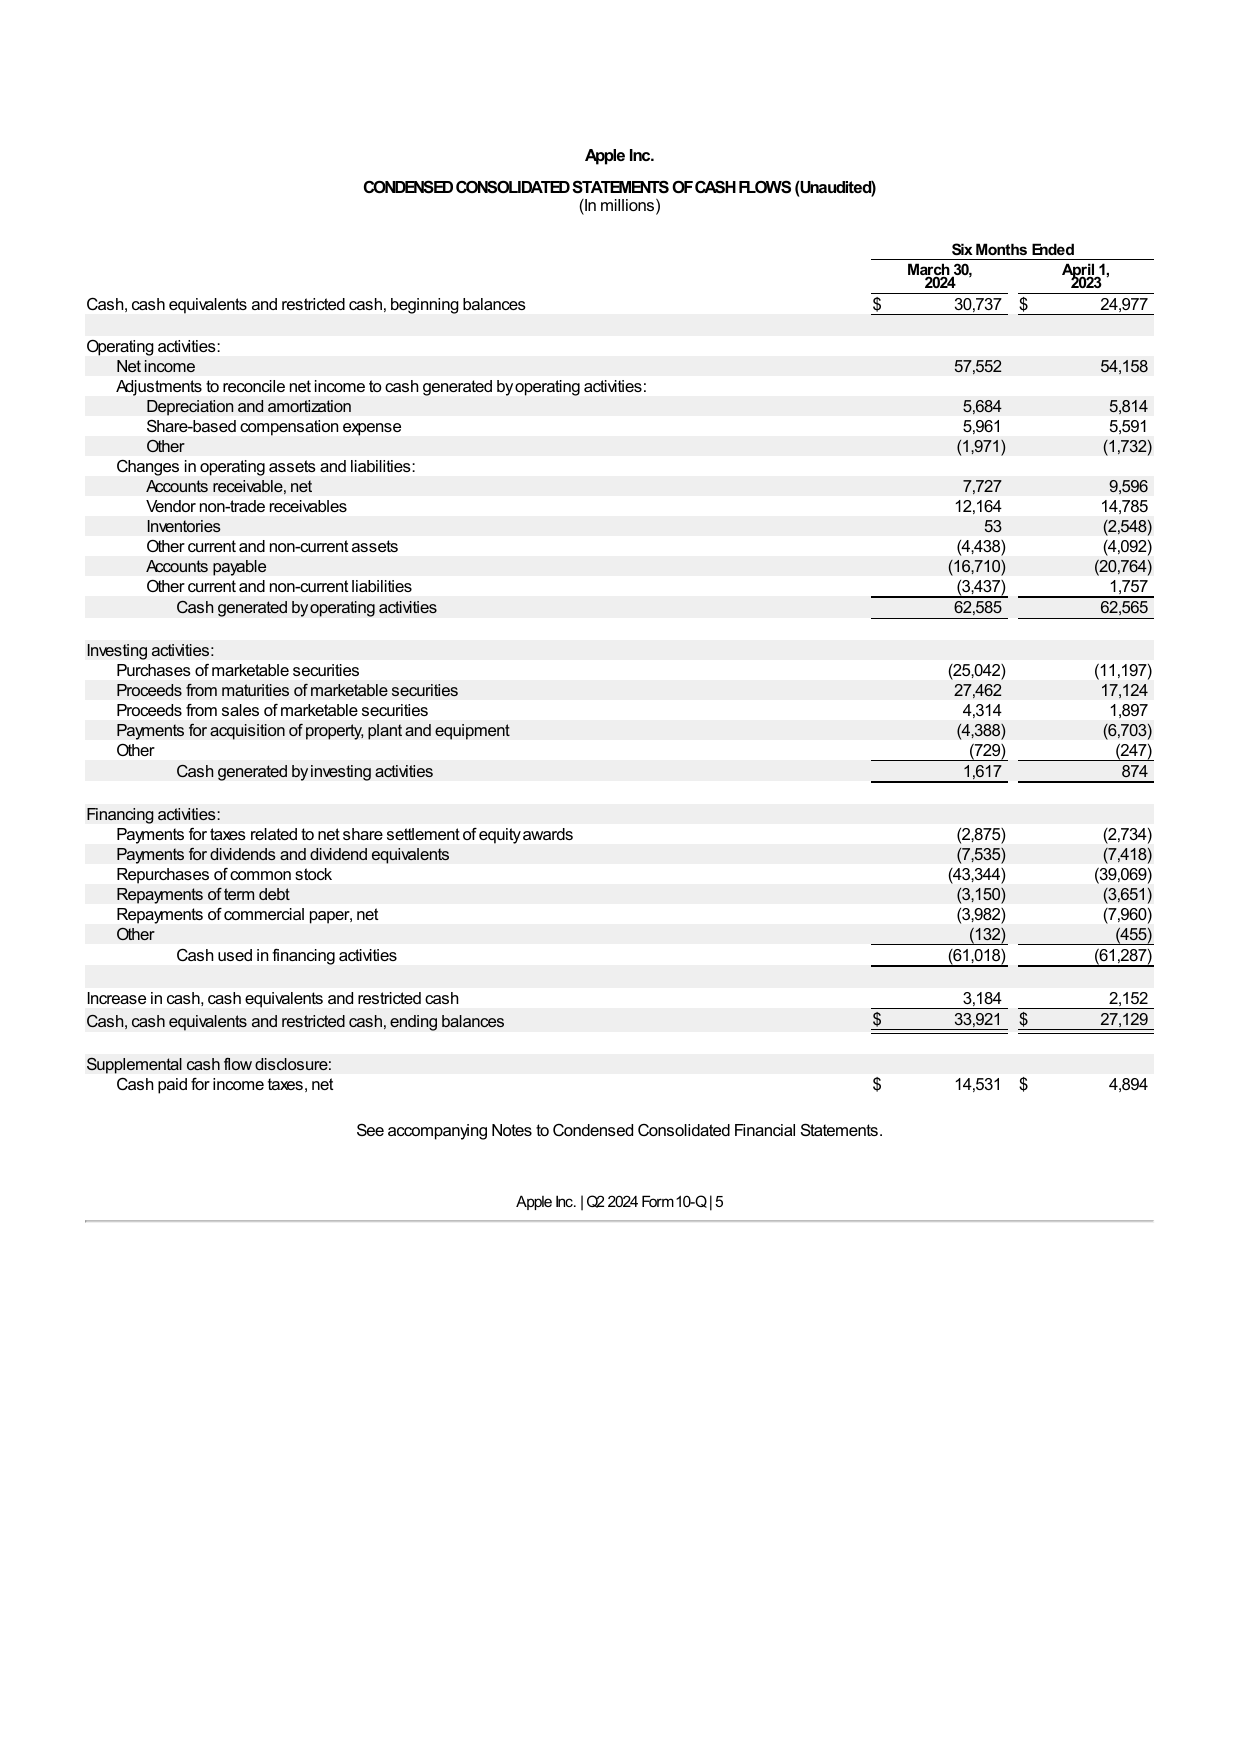 Apple Inc.
CONDENSED CONSOLIDATED STATEMENTS OF CASH FLOWS (Unaudited)
(In millions)
Six Months Ended
March 30, 2024 April 1, 2023
Cash, cash equivalents and restricted cash, beginning balances $ 30,737 $ 24,977
Operating activities:
Net income 57,552 54,158
Adjustments to reconcile net income to cash generated by operating activities:
Depreciation and amortization 5,684 5,814
Share-based compensation expense 5,961 5,591
Other (1,971) (1,732)
Changes in operating assets and liabilities:
Accounts receivable, net 7,727 9,596
Vendor non-trade receivables 12,164 14,785
Inventories 53 (2,548)
Other current and non-current assets (4,438) (4,092)
Accounts payable (16,710) (20,764)
Other current and non-current liabilities (3,437) 1,757
Cash generated by operating activities 62,585 62,565
Investing activities:
Purchases of marketable securities (25,042) (11,197)
Proceeds from maturities of marketable securities 27,462 17,124
Proceeds from sales of marketable securities 4,314 1,897
Payments for acquisition of property, plant and equipment (4,388) (6,703)
Other (729) (247)
Cash generated by investing activities 1,617 874
Financing activities:
Payments for taxes related to net share settlement of equity awards (2,875) (2,734)
Payments for dividends and dividend equivalents (7,535) (7,418)
Repurchases of common stock (43,344) (39,069)
Repayments of term debt (3,150) (3,651)
Repayments of commercial paper, net (3,982) (7,960)
Other (132) (455)
Cash used in financing activities (61,018) (61,287)
Increase in cash, cash equivalents and restricted cash 3,184 2,152
Cash, cash equivalents and restricted cash, ending balances $ 33,921 $ 27,129
Supplemental cash flow disclosure:
Cash paid for income taxes, net $ 14,531 $ 4,894
See accompanying Notes to Condensed Consolidated Financial Statements.
Apple Inc. | Q2 2024 Form 10-Q | 5